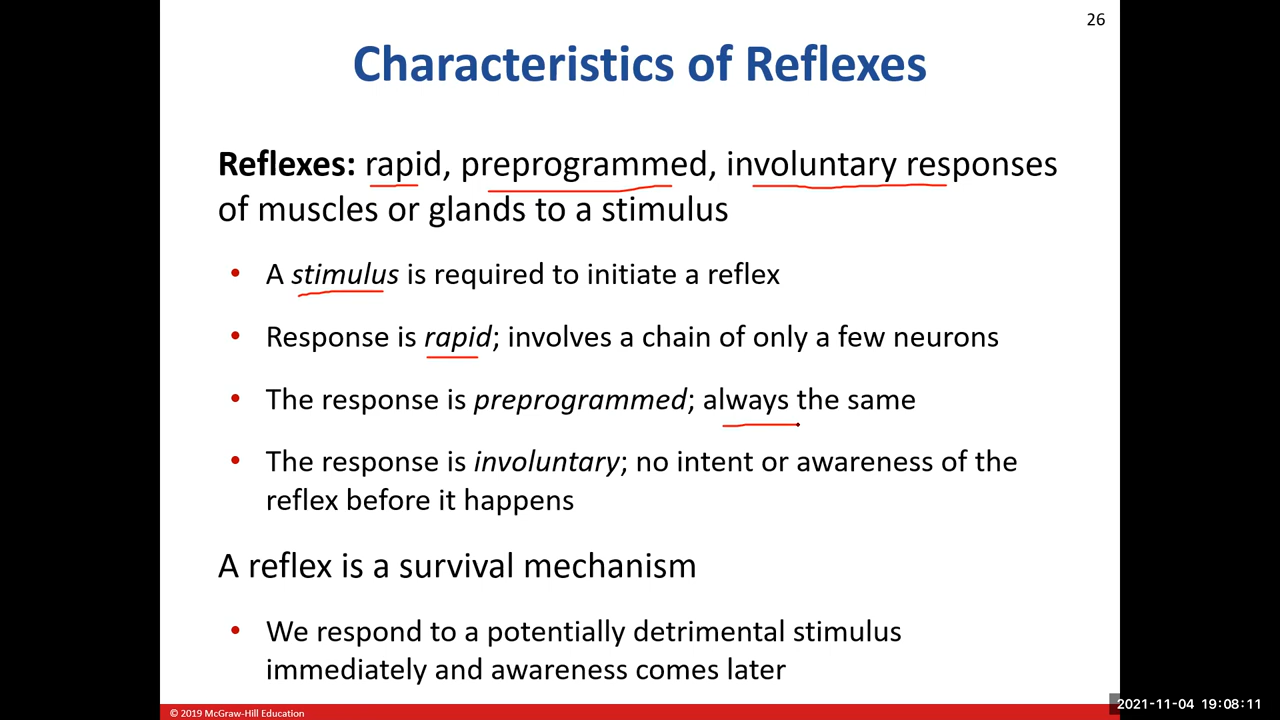 26
Characteristics of Reflexes
Reflexes: rapid, preprogrammed, involuntary responses
of muscles or glands to a stimulus
• A stimulus is required to initiate a reflex
• Response is rapid; involves a chain of only a few neurons
• The response is preprogrammed; always the same
• The response is involuntary; no intent or awareness of the
reflex before it happens
A reflex is a survival mechanism
• We respond to a potentially detrimental stimulus
immediately and awareness comes later
© 2019 McGraw-Hill Education
2021-11-04 19:08:11